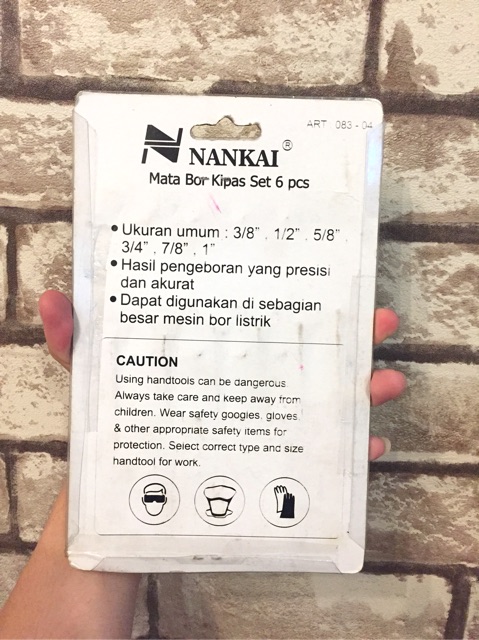 ART 083 - 04
NANKAI ®
Mata Bor Kipas Set 6 pcs
• Ukuran umum : 3/8" . 1/2" . 5/8" .
3/4" . 7/8" . 1"
• Hasil pengeboran yang presisi
dan akurat
• Dapat digunakan di sebagian
besar mesin bor listrik
CAUTION
Using handtools can be dangerous.
Always take care and keep away from
children. Wear safety googles, gloves,
& other appropriate safety items for
protection. Select correct type and size
handtool for work.